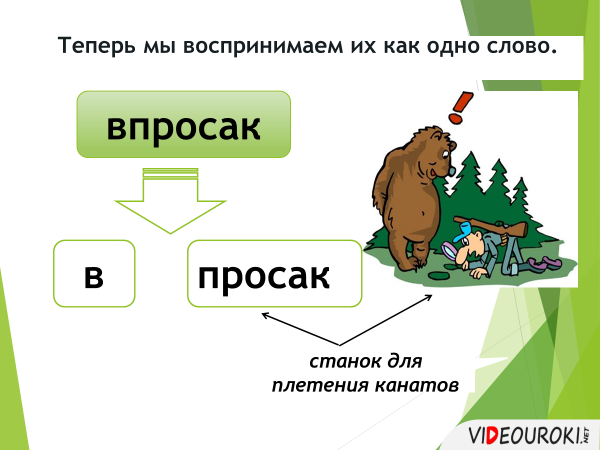 Теперь мы воспринимаем их как одно слово.
впросак
в
просак
станок для
плетения канатов
VIDEOUROKI.NET